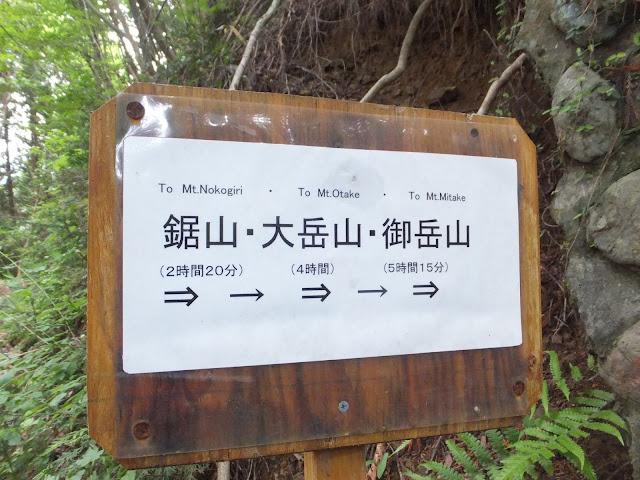 To Mt.Nokogiri ・ To Mt.Otake ・ To Mt.Mitake
鋸山・大岳山・御岳山
(2時間20分) (4時間) (5時間15分)
⇒ → ⇒ → ⇒